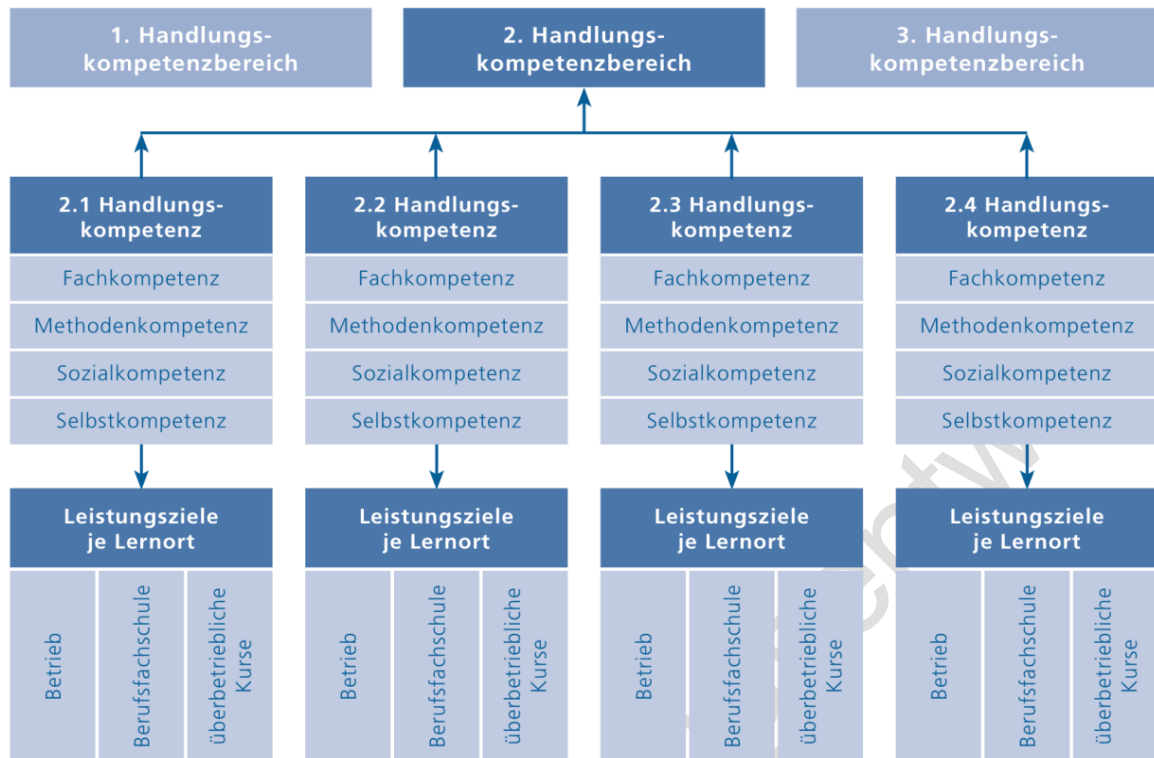 1. Handlungs-
kompetenzbereich
2. Handlungs-
kompetenzbereich
3. Handlungs-
kompetenzbereich
2.1 Handlungs-
kompetenz
2.2 Handlungs-
kompetenz
2.3 Handlungs-
kompetenz
2.4 Handlungs-
kompetenz
Fachkompetenz
Fachkompetenz
Fachkompetenz
Fachkompetenz
Methodenkompetenz
Methodenkompetenz
Methodenkompetenz
Methodenkompetenz
Sozialkompetenz
Sozialkompetenz
Sozialkompetenz
Sozialkompetenz
Selbstkompetenz
Selbstkompetenz
Selbstkompetenz
Selbstkompetenz
Leistungsziele
je Lernort
Leistungsziele
je Lernort
Leistungsziele
je Lernort
Leistungsziele
je Lernort
Betrieb
Berufsfachschule
überbetriebliche
Kurse
Betrieb
Berufsfachschule
überbetriebliche
Kurse
Betrieb
Berufsfachschule
überbetriebliche
Kurse
Betrieb
Berufsfachschule
überbetriebliche
Kurse